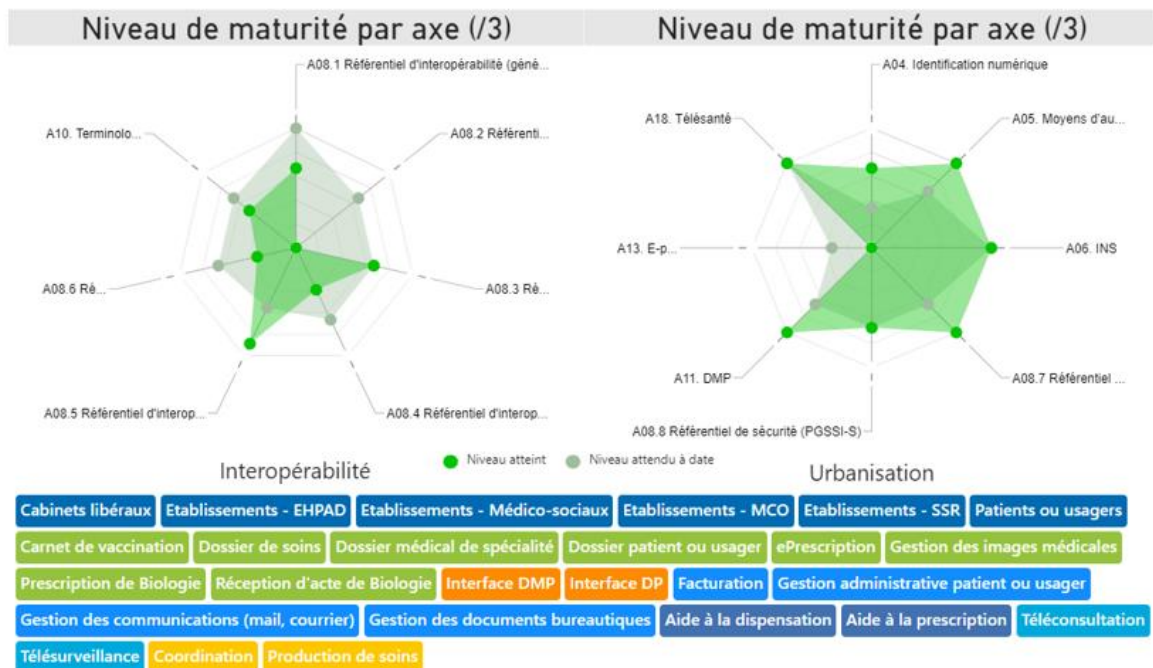 Niveau de maturité par axe (/3)
Niveau de maturité par axe (/3)
A08.1 Référentiel d'interopérabilité (géné...
A10. Terminolo...
A08.2 Référenti...
A08.6 Ré...
A08.3 Ré...
A08.5 Référentiel d'interop...
A08.4 Référentiel d'interop...
A04. Identification numérique
A18. Télésanté
A05. Moyens d'au...
A13. E-p...
A06. INS
A11. DMP
A08.7 Référentiel ...
A08.8 Référentiel de sécurité (PGSSI-S)
Interopérabilité
Niveau atteint
Niveau attendu à date
Urbanisation
Cabinets libéraux Etablissements - EHPAD Etablissements - Médico-sociaux Etablissements - MCO Etablissements - SSR Patients ou usagers
Carnet de vaccination Dossier de soins Dossier médical de spécialité Dossier patient ou usager ePrescription Gestion des images médicales
Prescription de Biologie Réception d'acte de Biologie Interface DMP Interface DP Facturation Gestion administrative patient ou usager
Gestion des communications (mail, courrier) Gestion des documents bureautiques Aide à la dispensation Aide à la prescription Téléconsultation
Télésurveillance Coordination Production de soins